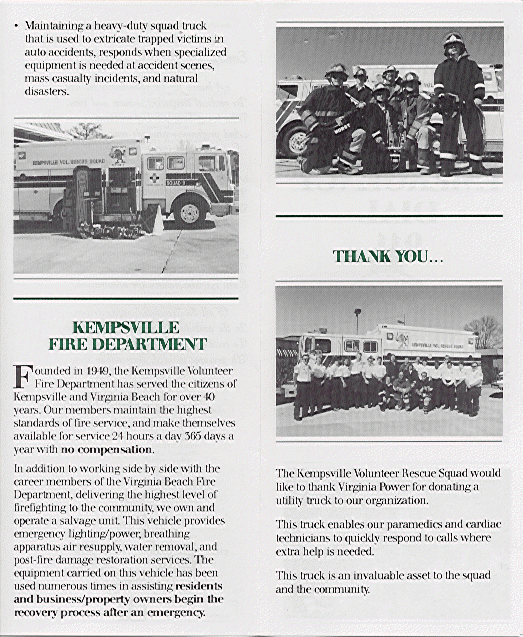 • Maintaining a heavy-duty squad truck
that is used to extricate trapped victims in
auto accidents, responds when specialized
equipment is needed at accident scenes,
mass casualty incidents, and natural
disasters.
KEMPSVILLE VOL. RESCUE SQUAD
KEMPSVILLE
FIRE DEPARTMENT
Founded in 1949, the Kempsville Volunteer
Fire Department has served the citizens of
Kempsville and Virginia Beach for over 40
years. Our members maintain the highest
standards of fire service, and make themselves
available for service 24 hours a day 365 days a
year with no compensation.
In addition to working side by side with the
career members of the Virginia Beach Fire
Department, delivering the highest level of
firefighting to the community, we own and
operate a salvage unit. This vehicle provides
emergency lighting/power, breathing
apparatus air resupply, water removal, and
post-fire damage restoration services. The
equipment carried on this vehicle has been
used numerous times in assisting residents
and business/property owners begin the
recovery process after an emergency.
HURST
THANK YOU...
KEMPSVILLE VOL. RESCUE SQUAD
The Kempsville Volunteer Rescue Squad would
like to thank Virginia Power for donating a
utility truck to our organization.
This truck enables our paramedics and cardiac
technicians to quickly respond to calls where
extra help is needed.
This truck is an invaluable asset to the squad
and the community.